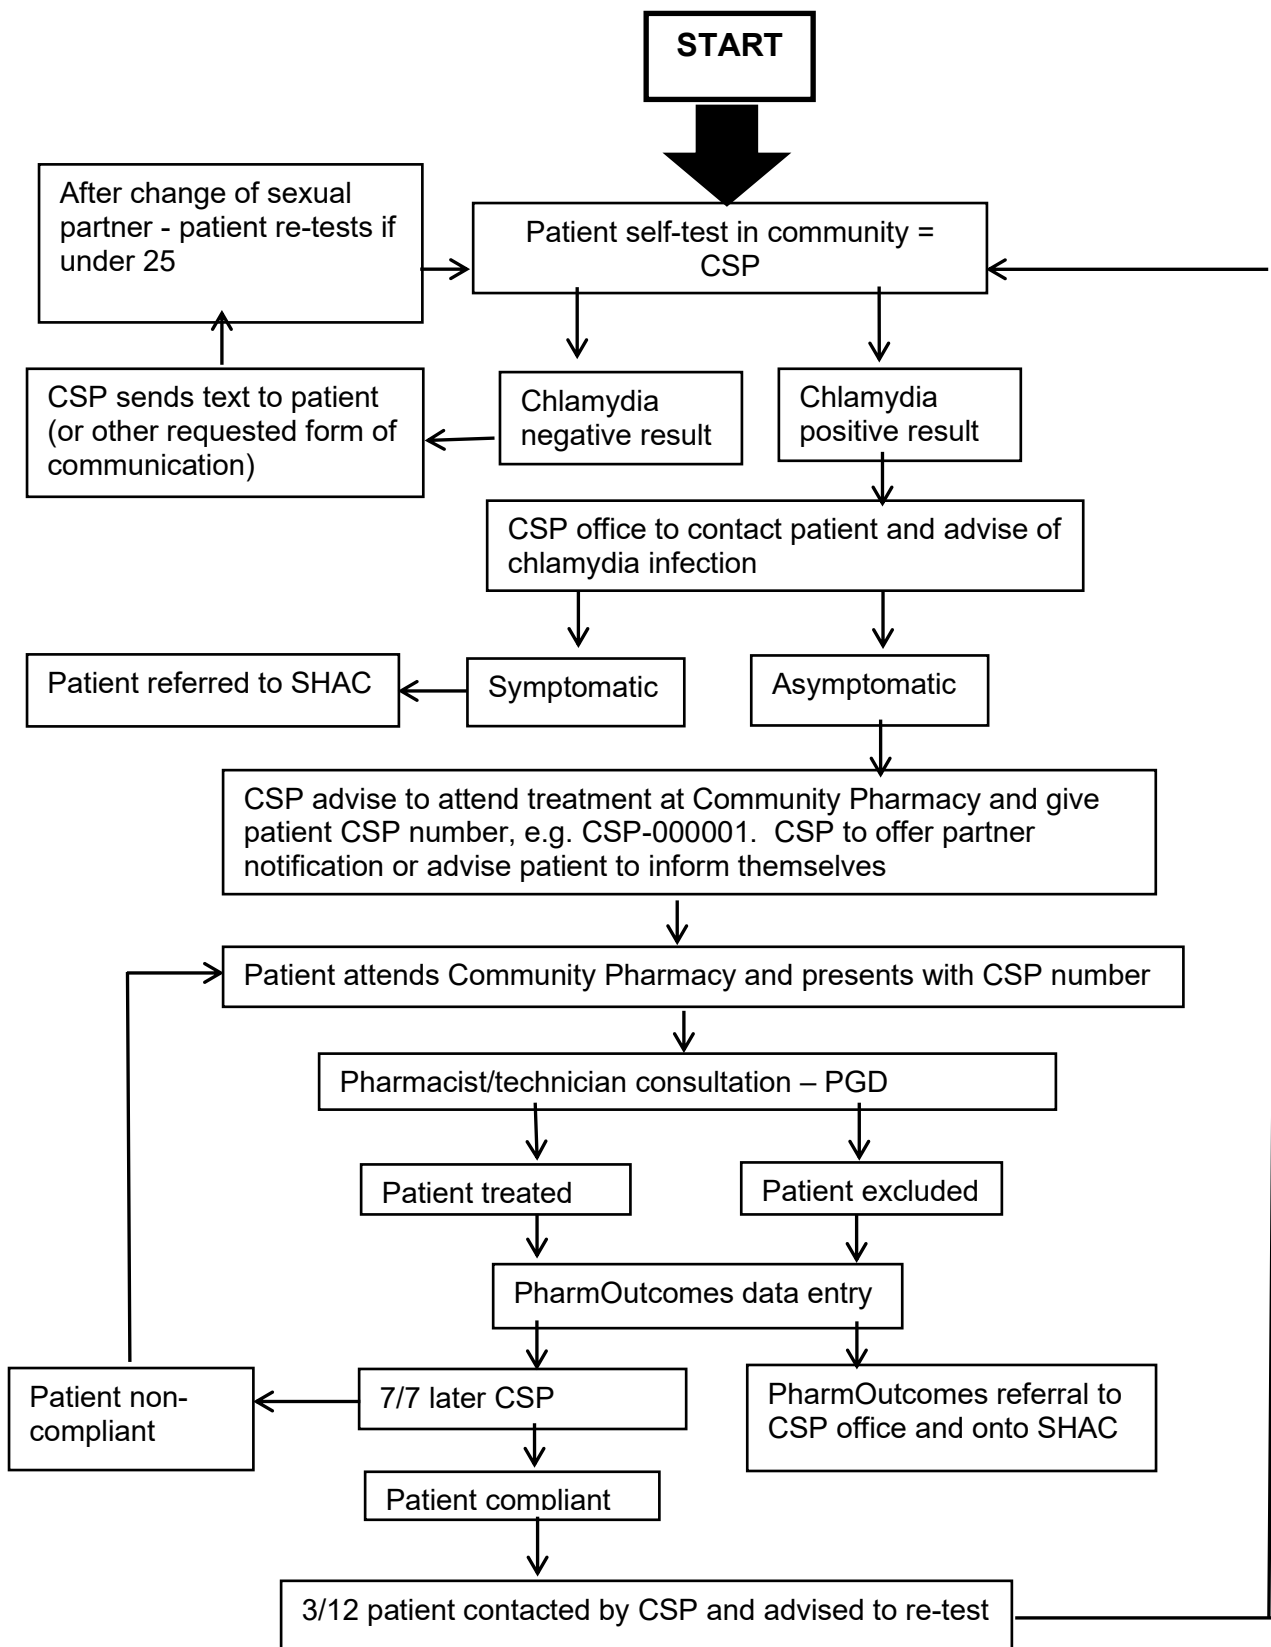 START
After change of sexual
partner - patient re-tests if
under 25
Patient self-test in community =
CSP
CSP sends text to patient
(or other requested form of
communication)
Chlamydia
negative result
Chlamydia
positive result
CSP office to contact patient and advise of
chlamydia infection
Patient referred to SHAC
Symptomatic
Asymptomatic
CSP advise to attend treatment at Community Pharmacy and give
patient CSP number, e.g. CSP-000001.  CSP to offer partner
notification or advise patient to inform themselves
Patient attends Community Pharmacy and presents with CSP number
Pharmacist/technician consultation – PGD
Patient treated
Patient excluded
PharmOutcomes data entry
Patient non-
compliant
7/7 later CSP
PharmOutcomes referral to
CSP office and onto SHAC
Patient compliant
3/12 patient contacted by CSP and advised to re-test